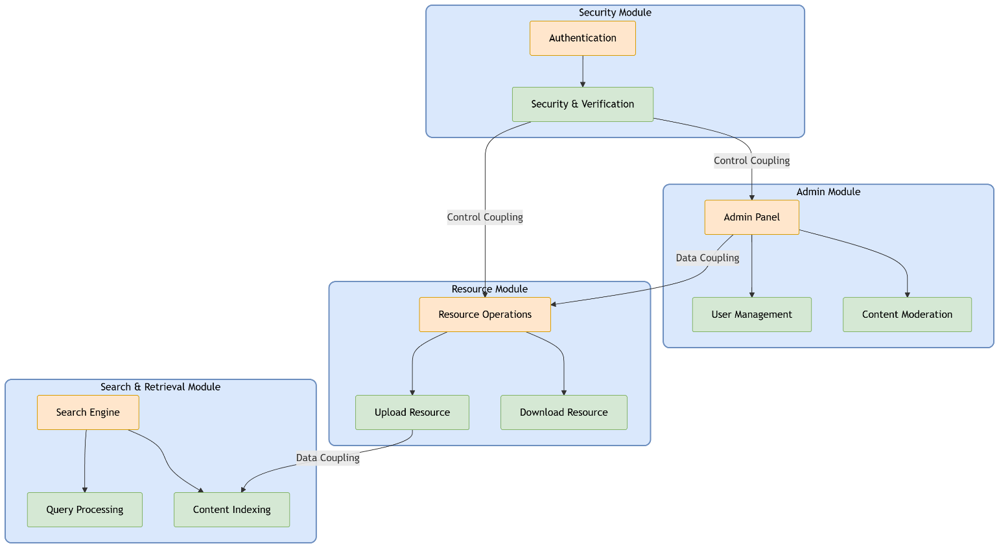 Security Module
Authentication
Security & Verification
Control Coupling
Admin Module
Control Coupling
Admin Panel
Data Coupling
Resource Module
Resource Operations
User Management
Content Moderation
Search & Retrieval Module
Search Engine
Upload Resource
Download Resource
Data Coupling
Query Processing
Content Indexing